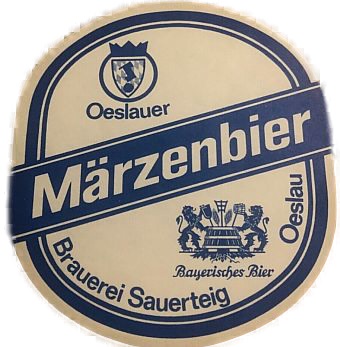 Oeslauer
Märzenbier
Bayerisches Bier
Brauerei Sauerteig
Oeslau